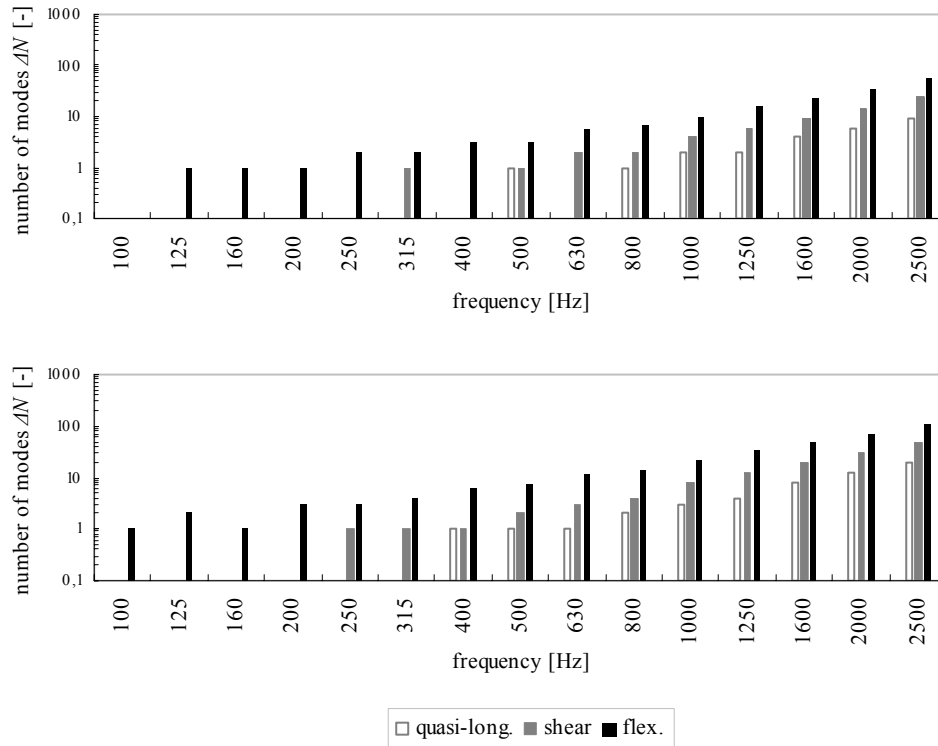 number of modes ΔN [-]
1000
100
10
1
0,1
100 125 160 200 250 315 400 500 630 800 1000 1250 1600 2000 2500
frequency [Hz]
number of modes ΔN [-]
1000
100
10
1
0,1
100 125 160 200 250 315 400 500 630 800 1000 1250 1600 2000 2500
frequency [Hz]
quasi-long. shear flex.